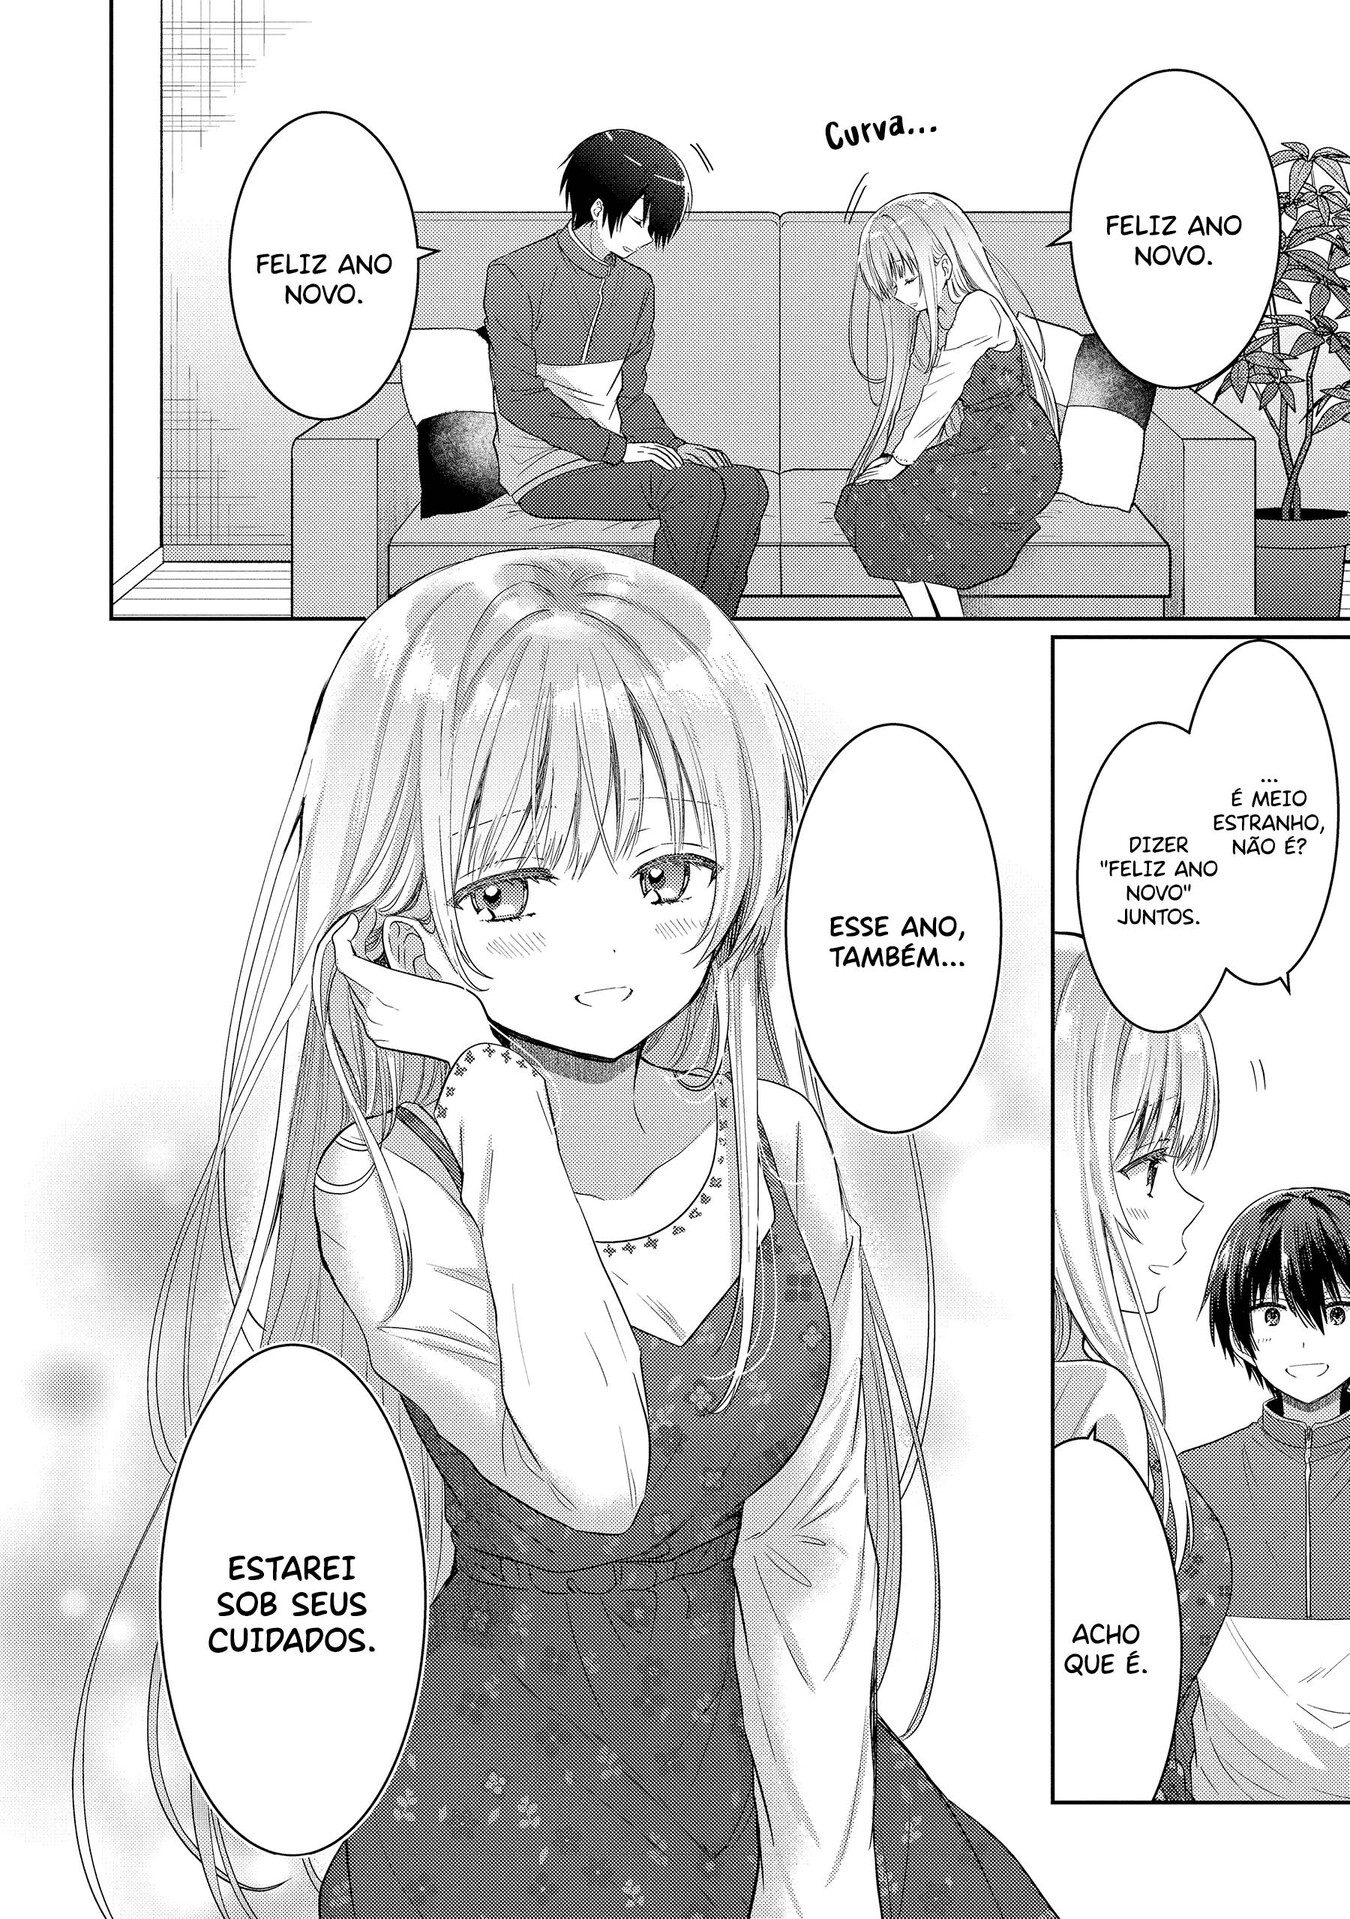 FELIZ ANO
NOVO.
Curva...
FELIZ ANO
NOVO.
...
É MEIO
ESTRANHO,
NÃO É?
DIZER
"FELIZ ANO
NOVO"
JUNTOS.
ACHO
QUE É.
ESSE ANO,
TAMBÉM...
ESTAREI
SOB SEUS
CUIDADOS.